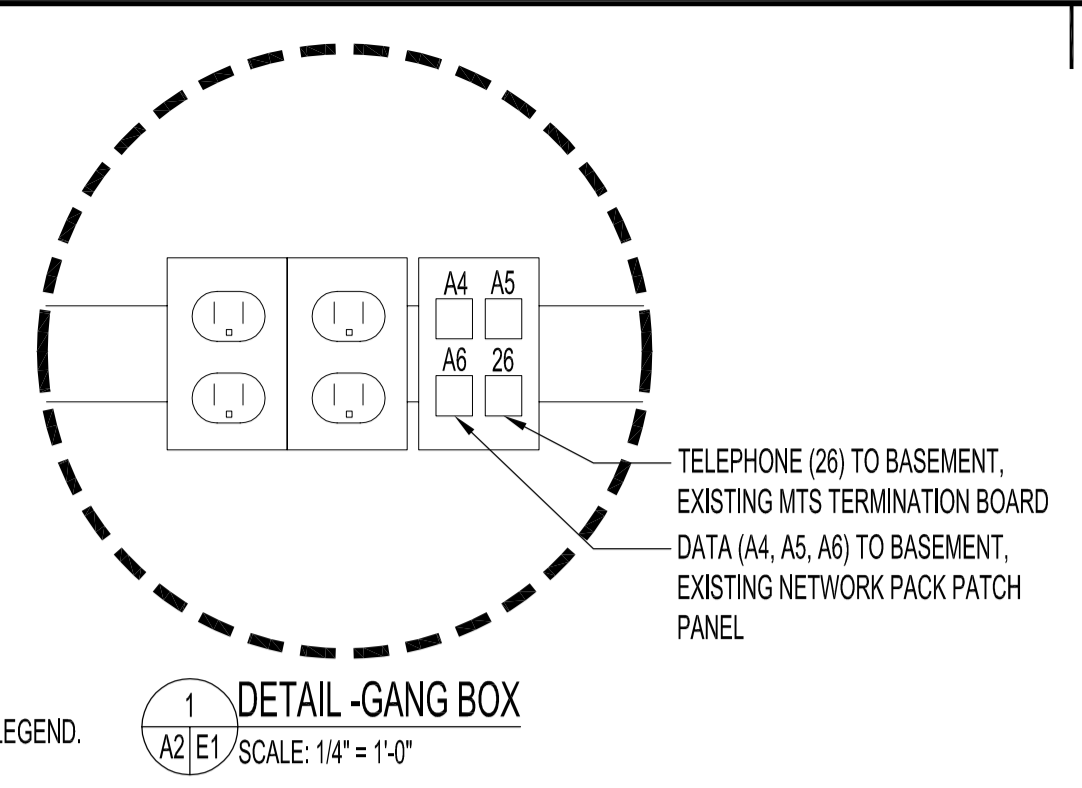 A4 A5
A6 26
TELEPHONE (26) TO BASEMENT,
EXISTING MTS TERMINATION BOARD
DATA (A4, A5, A6) TO BASEMENT,
EXISTING NETWORK PACK PATCH
PANEL
LEGEND.
1
A2 E1
DETAIL -GANG BOX
SCALE: 1/4" = 1'-0"